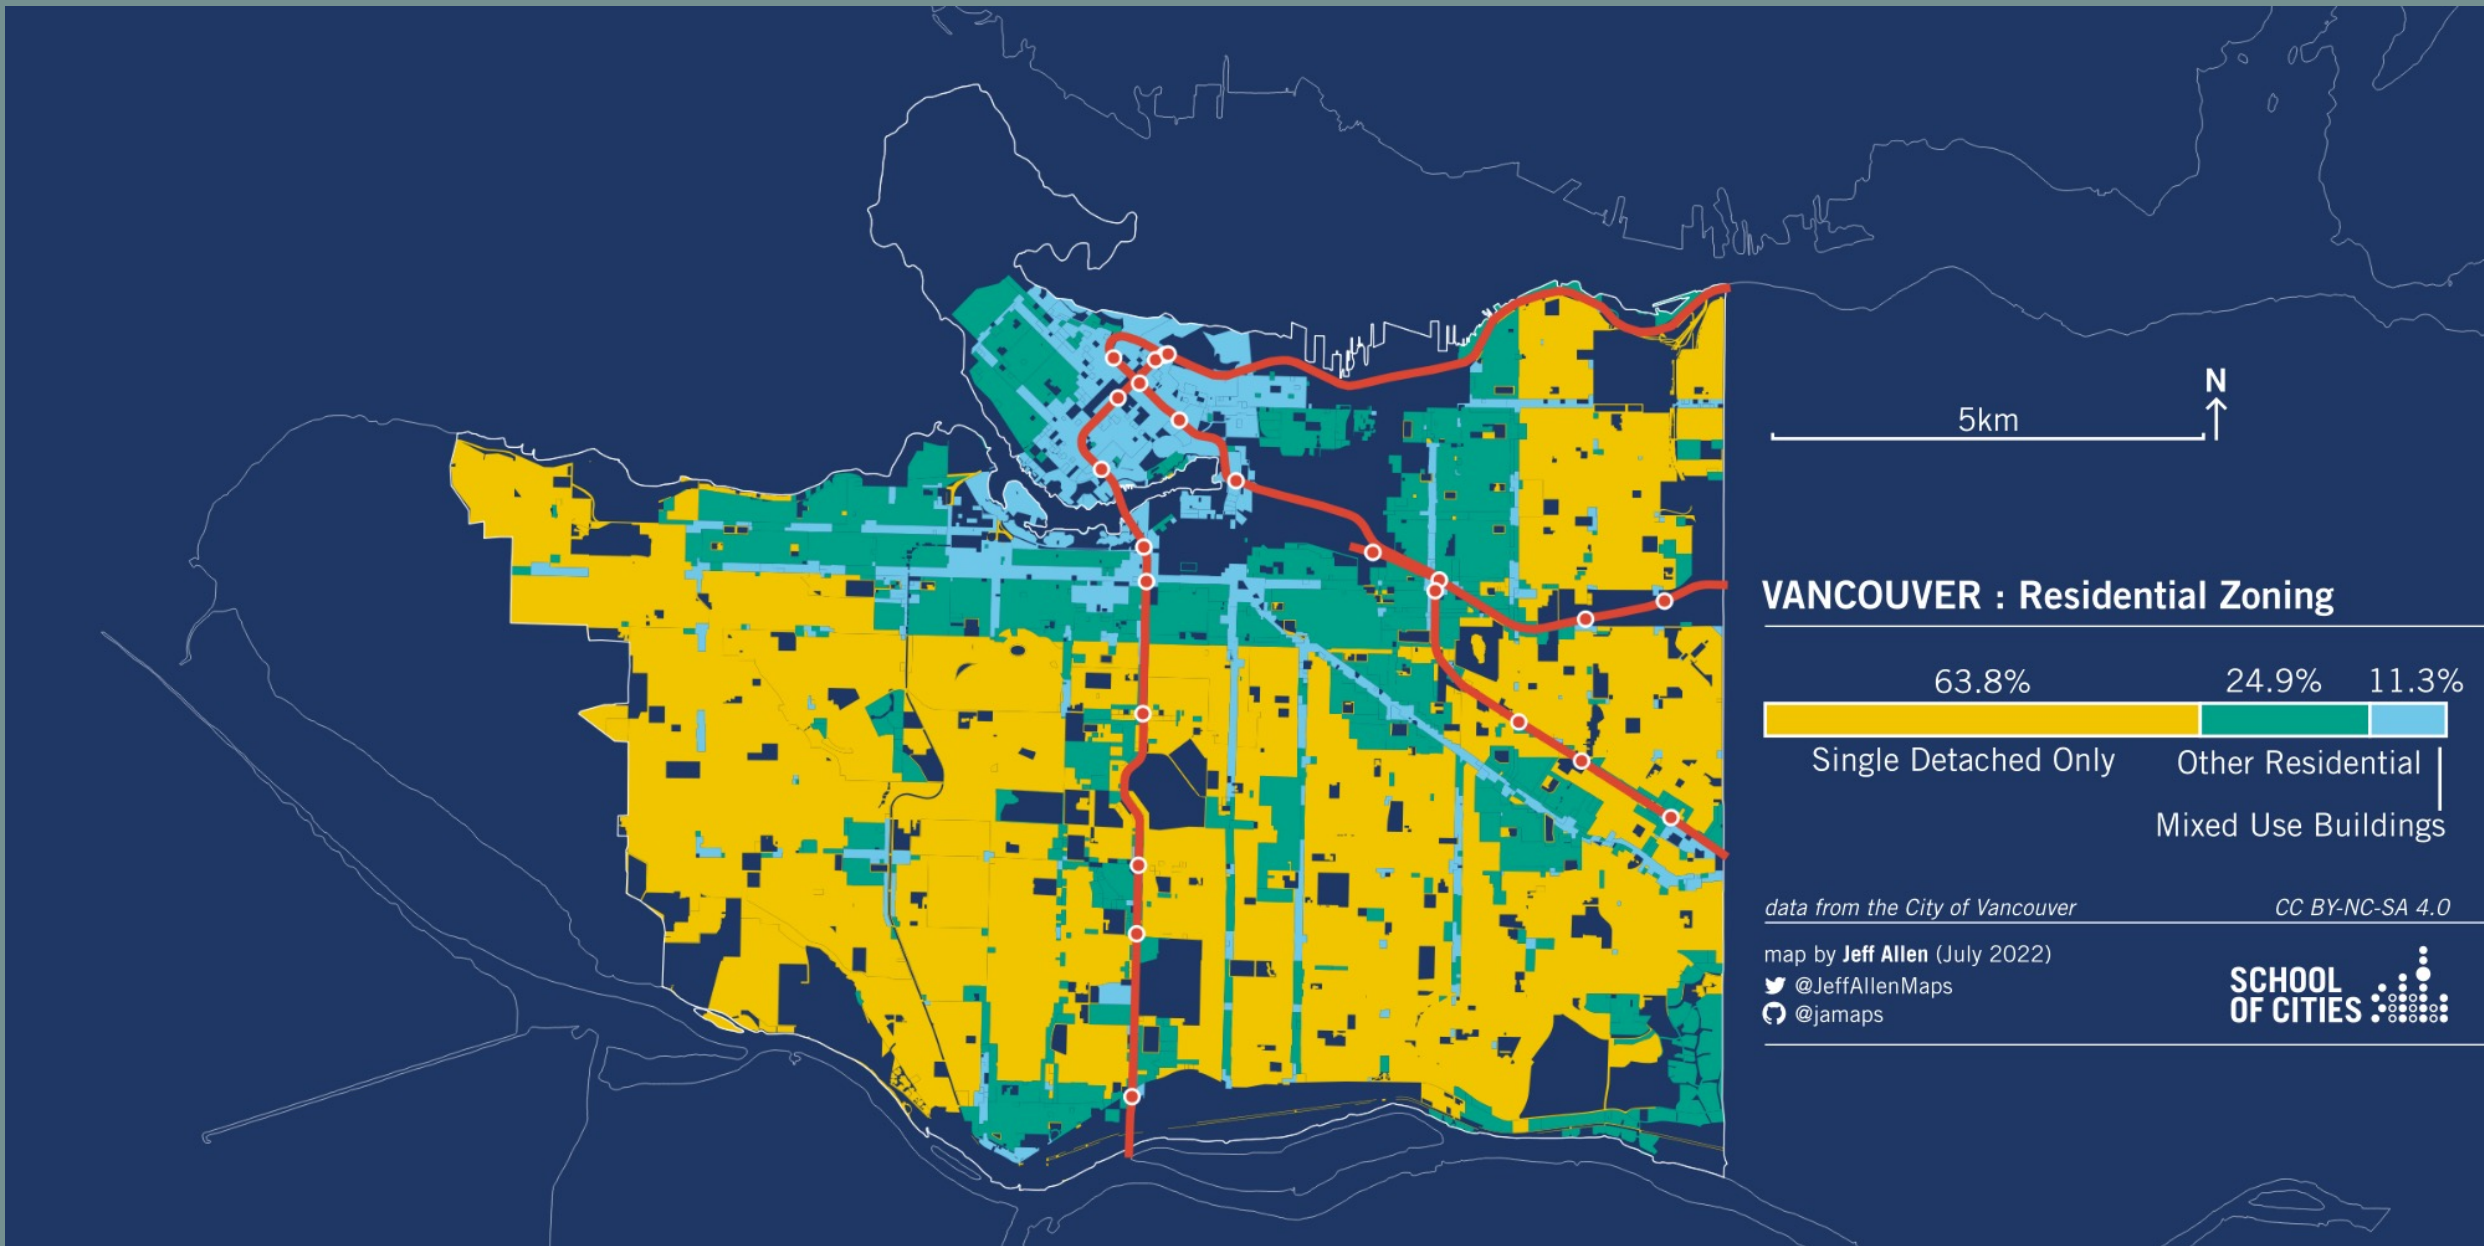 N
5km
VANCOUVER : Residential Zoning
63.8% 24.9% 11.3%
Single Detached Only Other Residential
Mixed Use Buildings
data from the City of Vancouver CC BY-NC-SA 4.0
map by Jeff Allen (July 2022)
@JeffAllenMaps
@jamaps
SCHOOL
OF CITIES